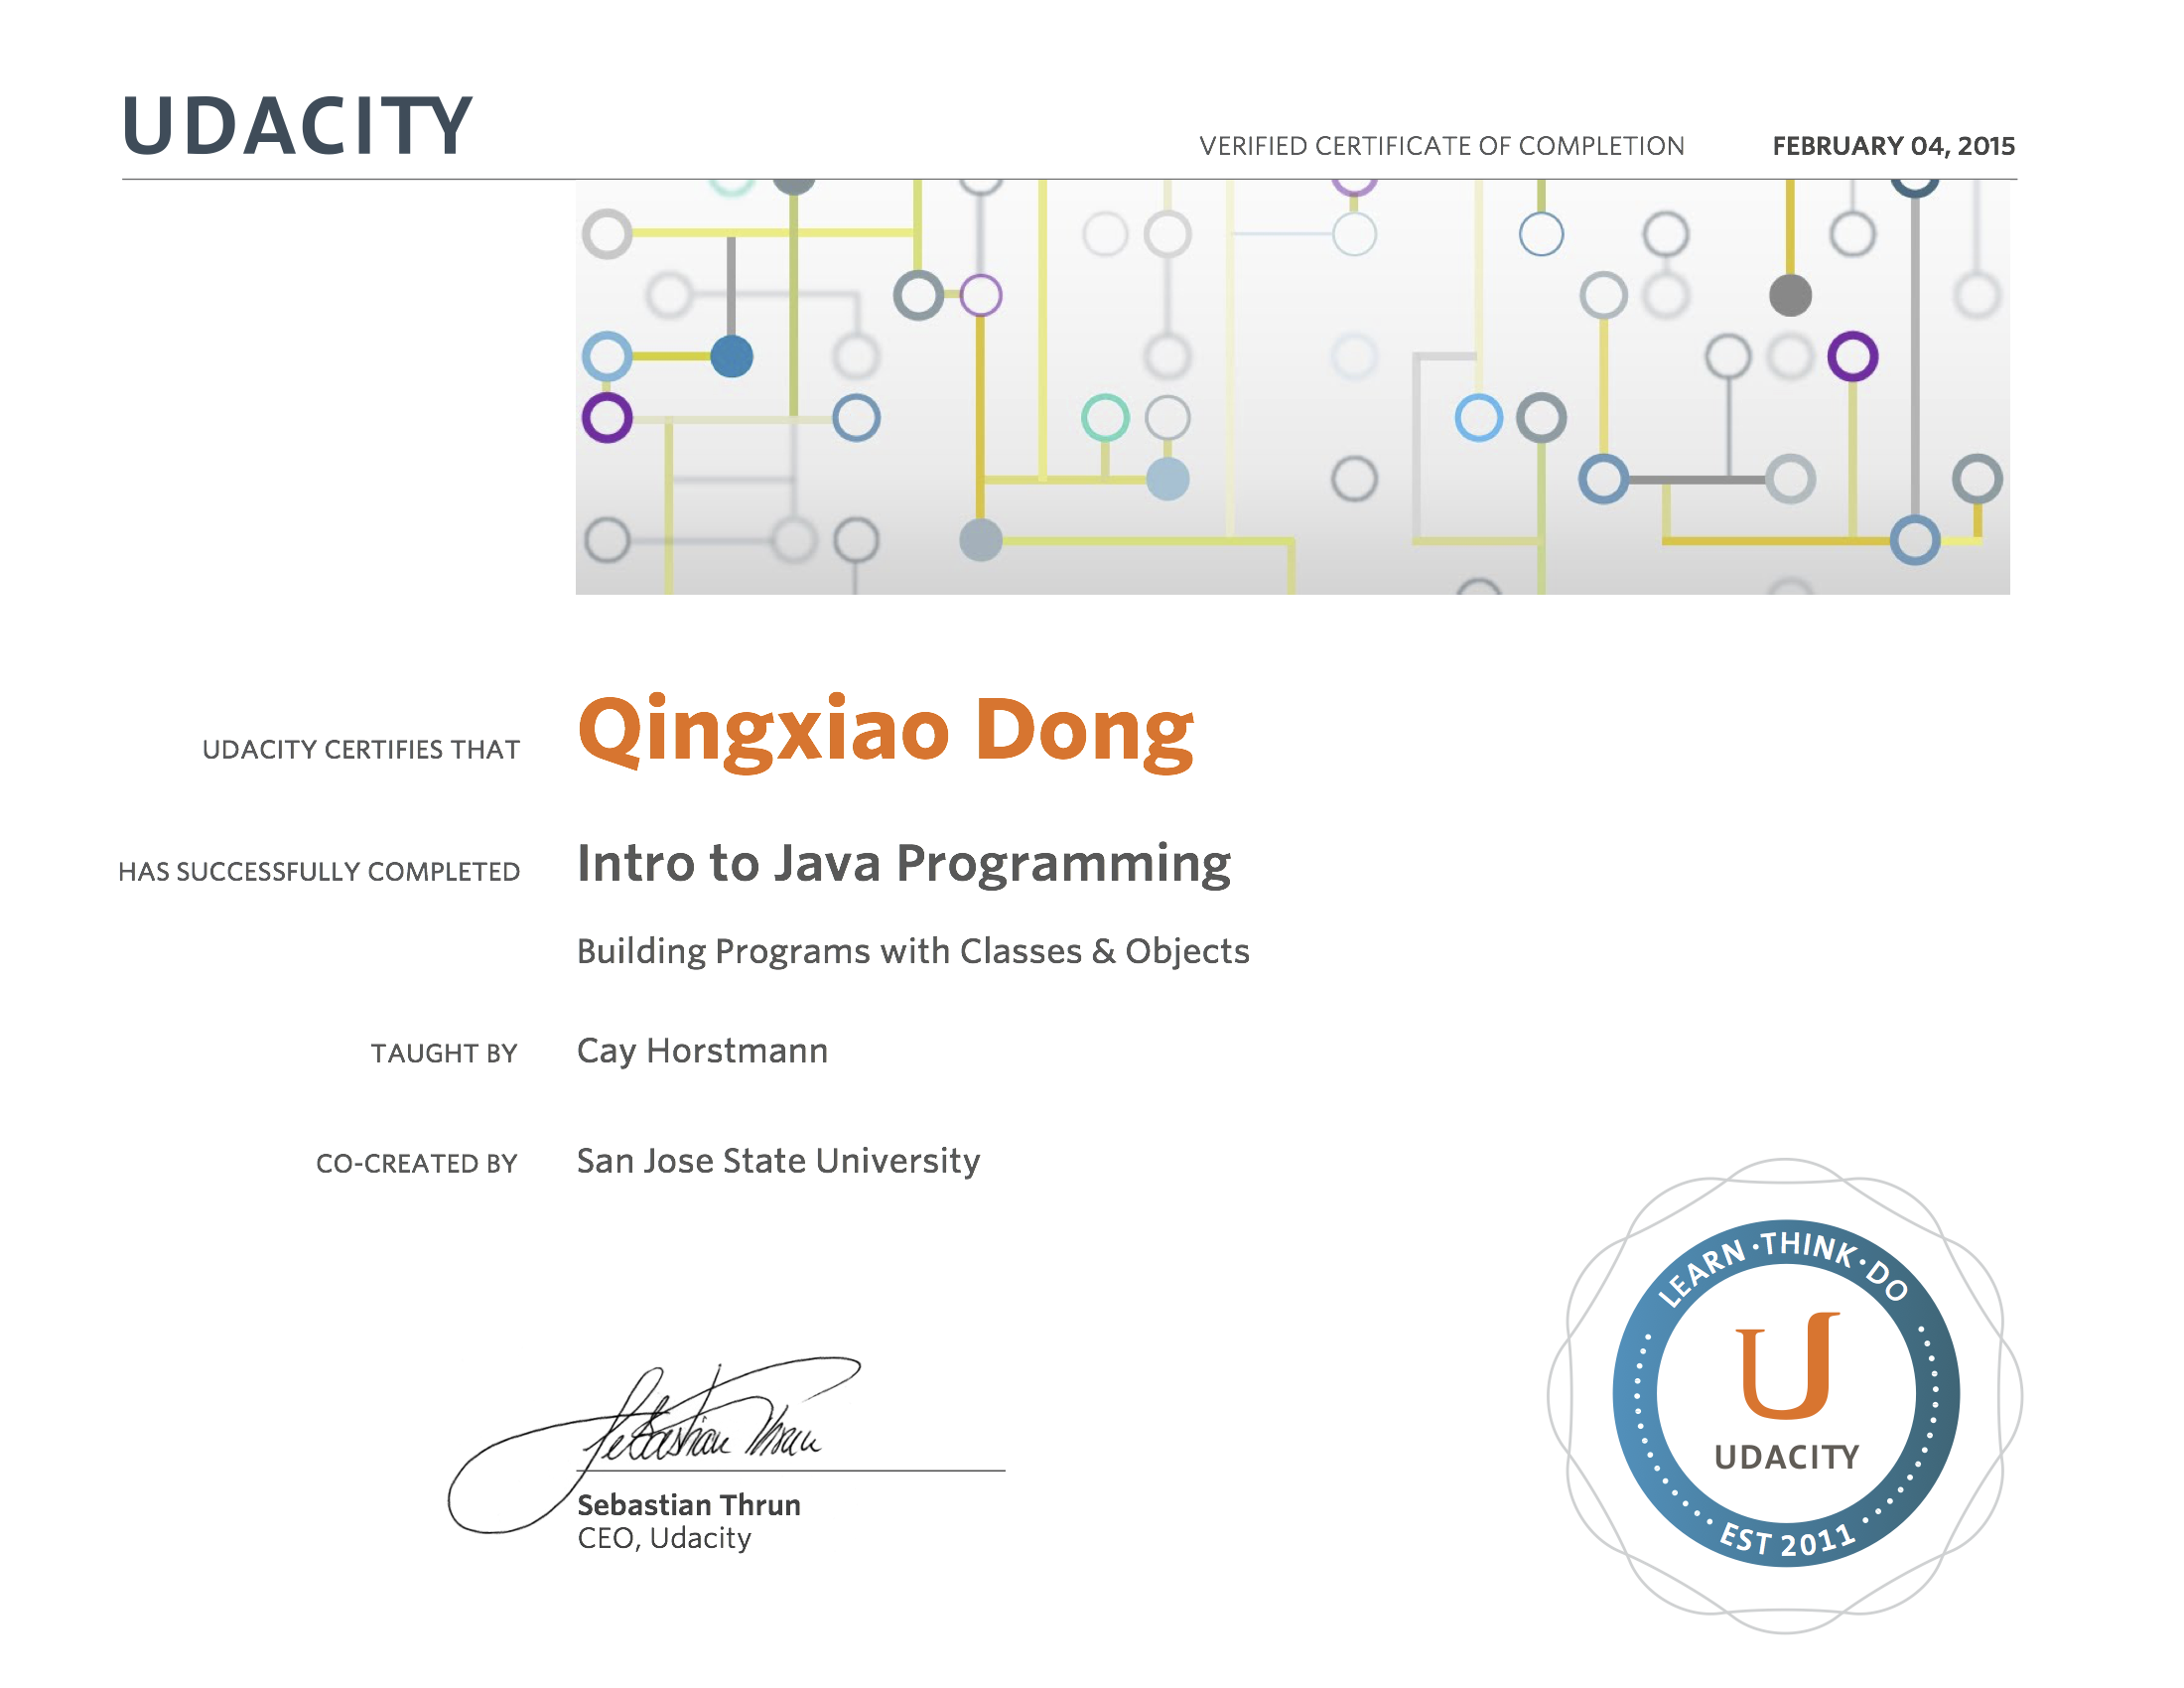 UDACITY
VERIFIED CERTIFICATE OF COMPLETION
FEBRUARY 04, 2015
UDACITY CERTIFIES THAT
Qingxiao Dong
HAS SUCCESSFULLY COMPLETED
Intro to Java Programming
Building Programs with Classes & Objects
TAUGHT BY
Cay Horstmann
CO-CREATED BY
San Jose State University
Sebastian Thrun
Sebastian Thrun
CEO, Udacity
LEARN · THINK · DO
U
UDACITY
EST 2011